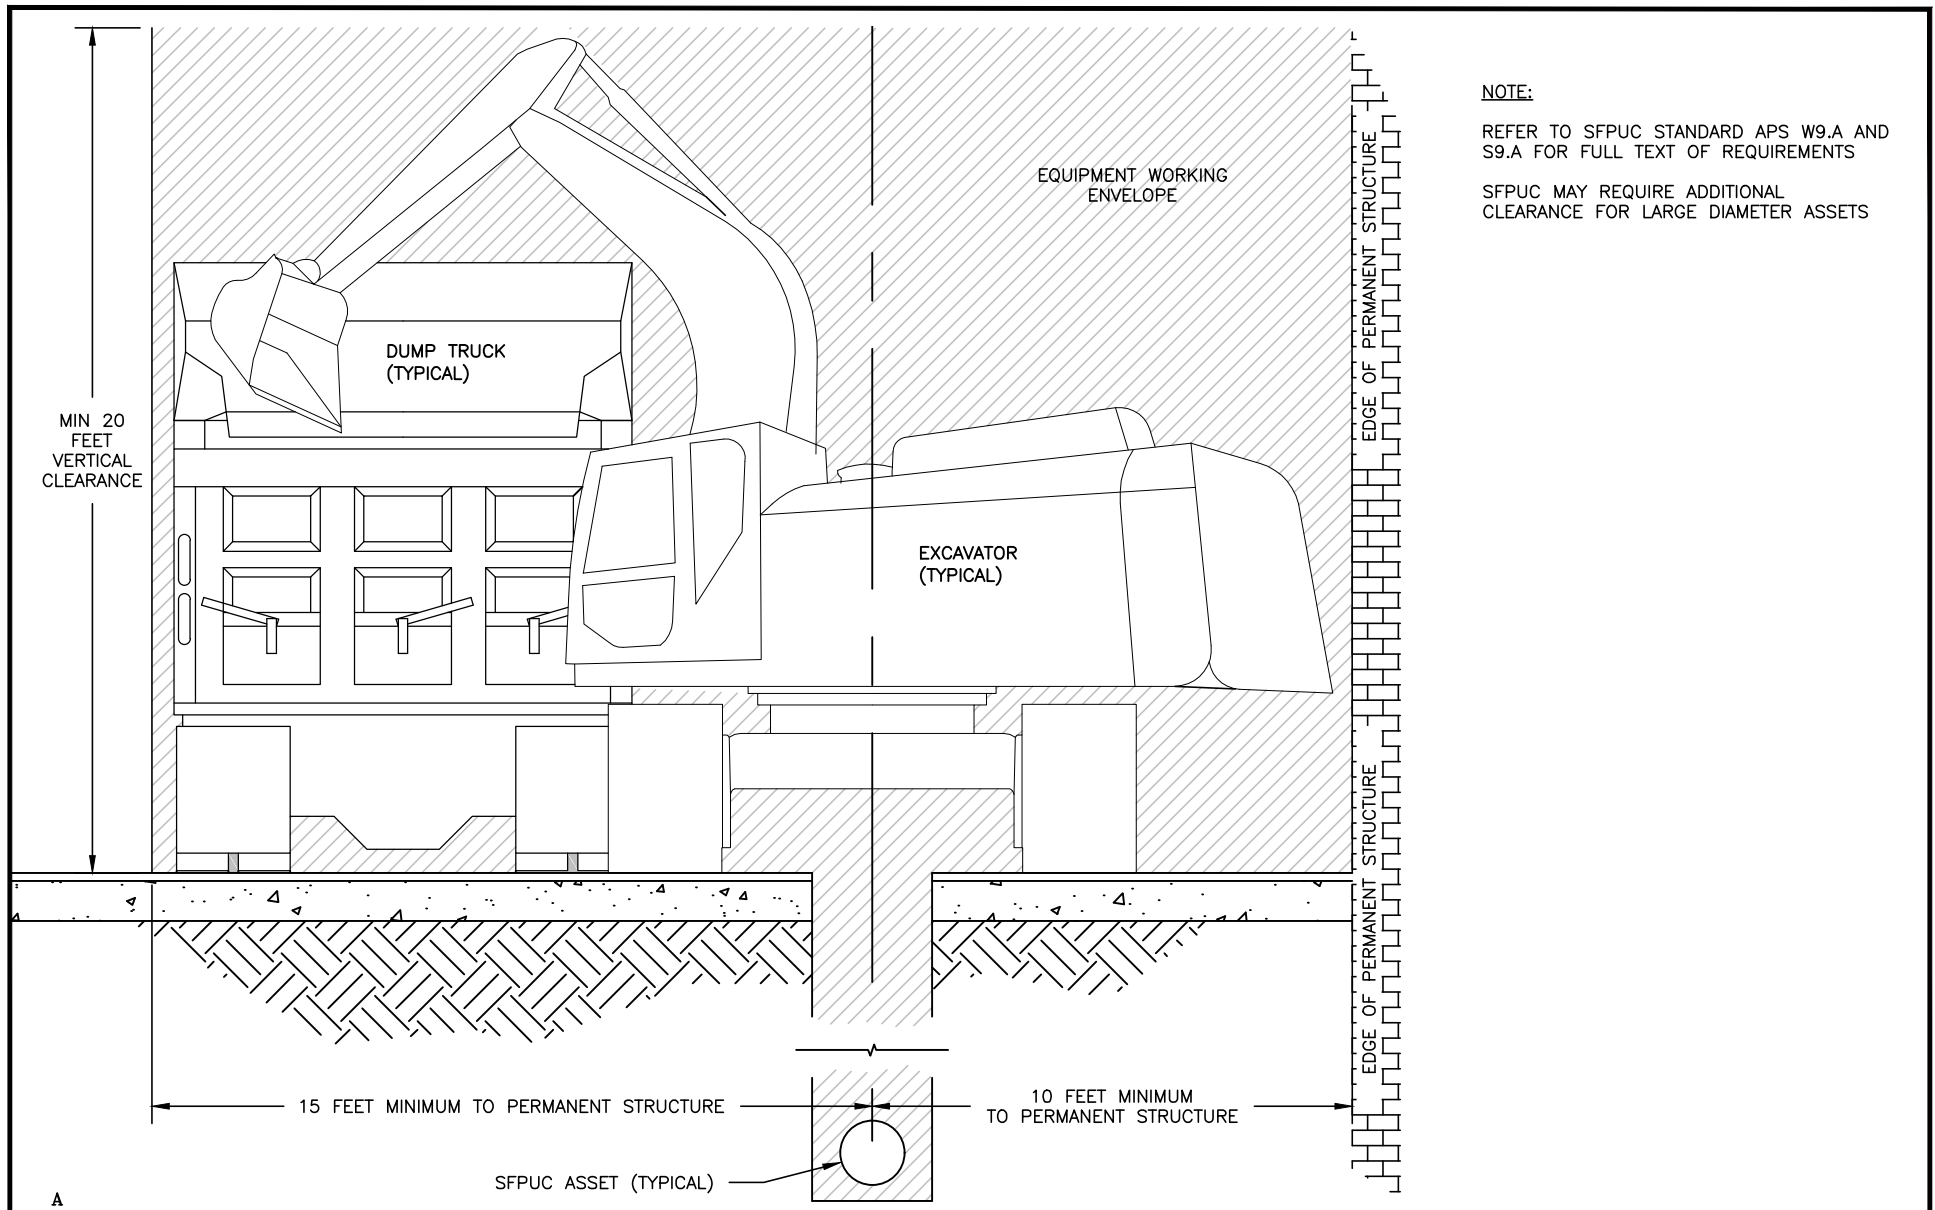 NOTE:
REFER TO SFPUC STANDARD APS W9.A AND
S9.A FOR FULL TEXT OF REQUIREMENTS
SFPUC MAY REQUIRE ADDITIONAL
CLEARANCE FOR LARGE DIAMETER ASSETS
EQUIPMENT WORKING
ENVELOPE
EDGE OF PERMANENT STRUCTURE
DUMP TRUCK
(TYPICAL)
MIN 20
FEET
VERTICAL
CLEARANCE
EXCAVATOR
(TYPICAL)
EDGE OF PERMANENT STRUCTURE
15 FEET MINIMUM TO PERMANENT STRUCTURE
10 FEET MINIMUM
TO PERMANENT STRUCTURE
SFPUC ASSET (TYPICAL)
A